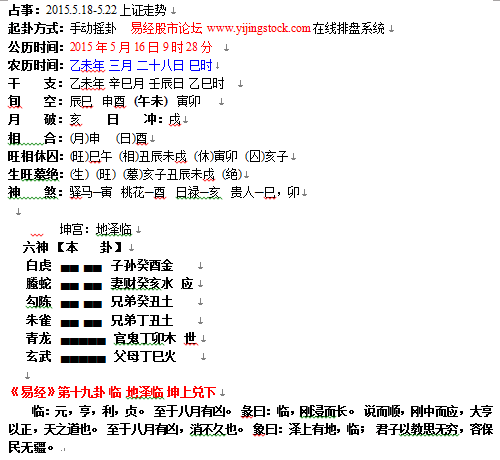 占事：2015.5.18-5.22 上证走势
起卦方式：手动摇卦 易经股市论坛 www.yijingstock.com 在线排盘系统
公历时间：2015 年 5 月 16 日 9 时 28 分
农历时间：乙未年 三月 二十八日 巳时
干 支：乙未年 辛巳月 壬辰日 乙巳时
旬 空：辰巳 申酉 (午未) 寅卯
月 破：亥 日 冲：戌
相 合：(月)申 (日)酉
旺相休囚：(旺)巳午 (相)丑辰未戌 (休)寅卯 (囚)亥子
生旺墓绝：(生) (旺) (墓)亥子丑辰未戌 (绝)
神 煞：驿马—寅 桃花—酉 日禄—亥 贵人—巳，卯
坤宫：地泽临
六神【本 卦】
白虎 子孙癸酉金
螣蛇 妻财癸亥水 应
勾陈 兄弟癸丑土
朱雀 兄弟丁丑土
青龙 官鬼丁卯木 世
玄武 父母丁巳火
《易经》第十九卦 临 地泽临 坤上兑下
临：元，亨，利，贞。 至于八月有凶。 彖曰：临，刚浸而长。 说而顺，刚中而应，大亨
以正，天之道也。 至于八月有凶，消不久也。 象曰：泽上有地，临； 君子以教思无穷，容保
民无疆。